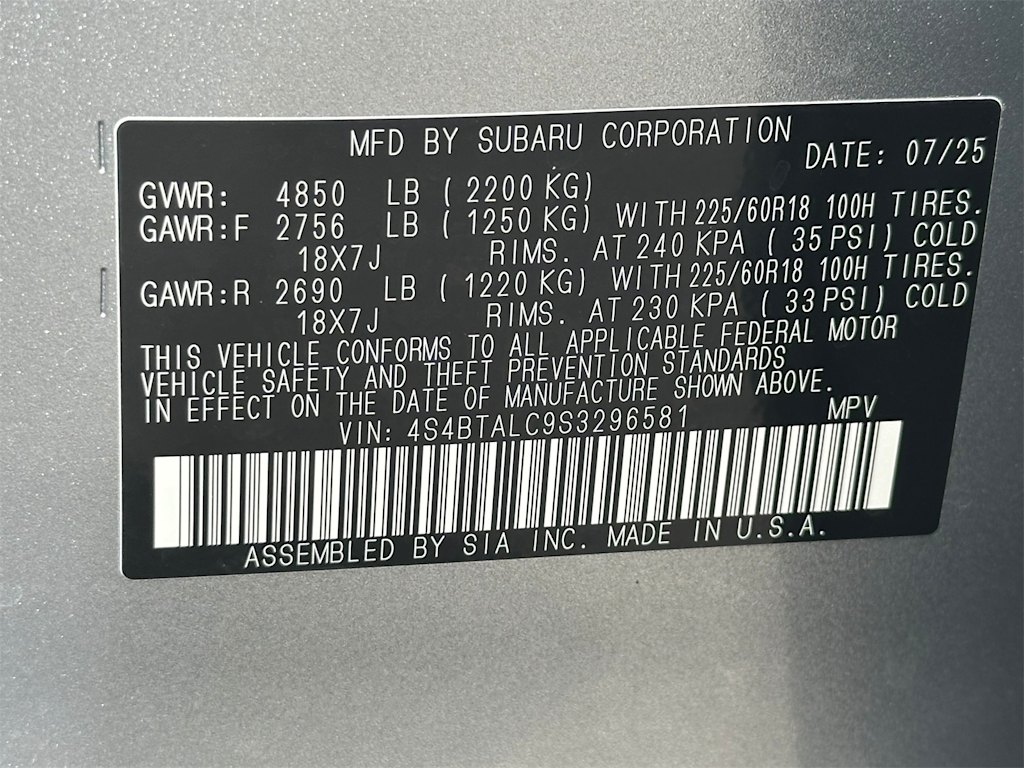 MFD BY SUBARU CORPORATION
DATE: 07/25
GVWR: 4850 LB ( 2200 KG)
GAWR:F 2756 LB ( 1250 KG) WITH 225/60R18 100H TIRES.
18X7J RIMS. AT 240 KPA ( 35 PSI) COLD
GAWR:R 2690 LB ( 1220 KG) WITH 225/60R18 100H TIRES.
18X7J RIMS. AT 230 KPA ( 33 PSI) COLD
THIS VEHICLE CONFORMS TO ALL APPLICABLE FEDERAL MOTOR
VEHICLE SAFETY AND THEFT PREVENTION STANDARDS
IN EFFECT ON THE DATE OF MANUFACTURE SHOWN ABOVE.
VIN: 4S4BTALC9S3296581 MPV
ASSEMBLED BY SIA INC. MADE IN U.S.A.